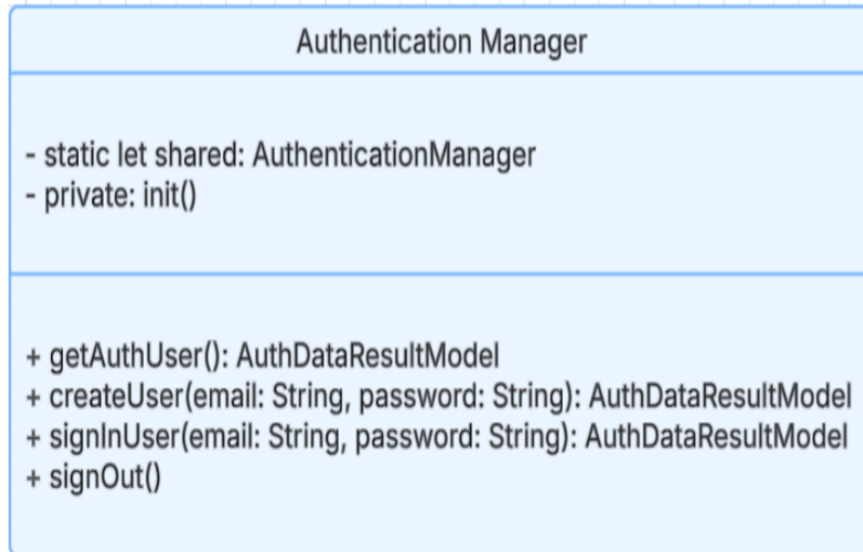 Authentication Manager
- static let shared: AuthenticationManager
- private: init()
+ getAuthUser(): AuthDataResultModel
+ createUser(email: String, password: String): AuthDataResultModel
+ signInUser(email: String, password: String): AuthDataResultModel
+ signOut()